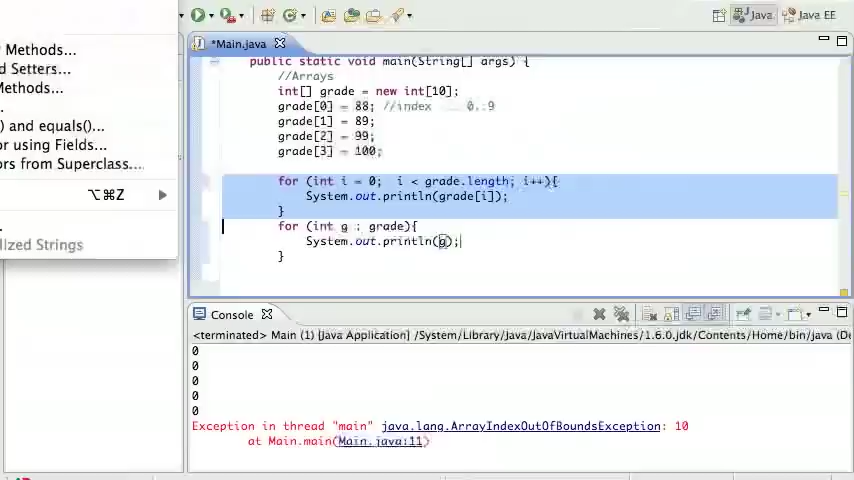 Java
Java EE
Methods...
d Setters...
Methods...
) and equals()...
or using Fields...
ors from Superclass...
⌥⌘Z
lized Strings
*Main.java
public static void main(String[] args) {
//Arrays
int[] grade = new int[10];
grade[0] = 88; //index ... 0..9
grade[1] = 89;
grade[2] = 99;
grade[3] = 100;
for (int i = 0; i < grade.length; i++){
System.out.println(grade[i]);
}
for (int g : grade){
System.out.println(g);
}
Console
<terminated> Main (1) [Java Application] /System/Library/Java/JavaVirtualMachines/1.6.0.jdk/Contents/Home/bin/java (De
0
0
0
0
0
Exception in thread "main" java.lang.ArrayIndexOutOfBoundsException: 10
at Main.main(Main.java:11)